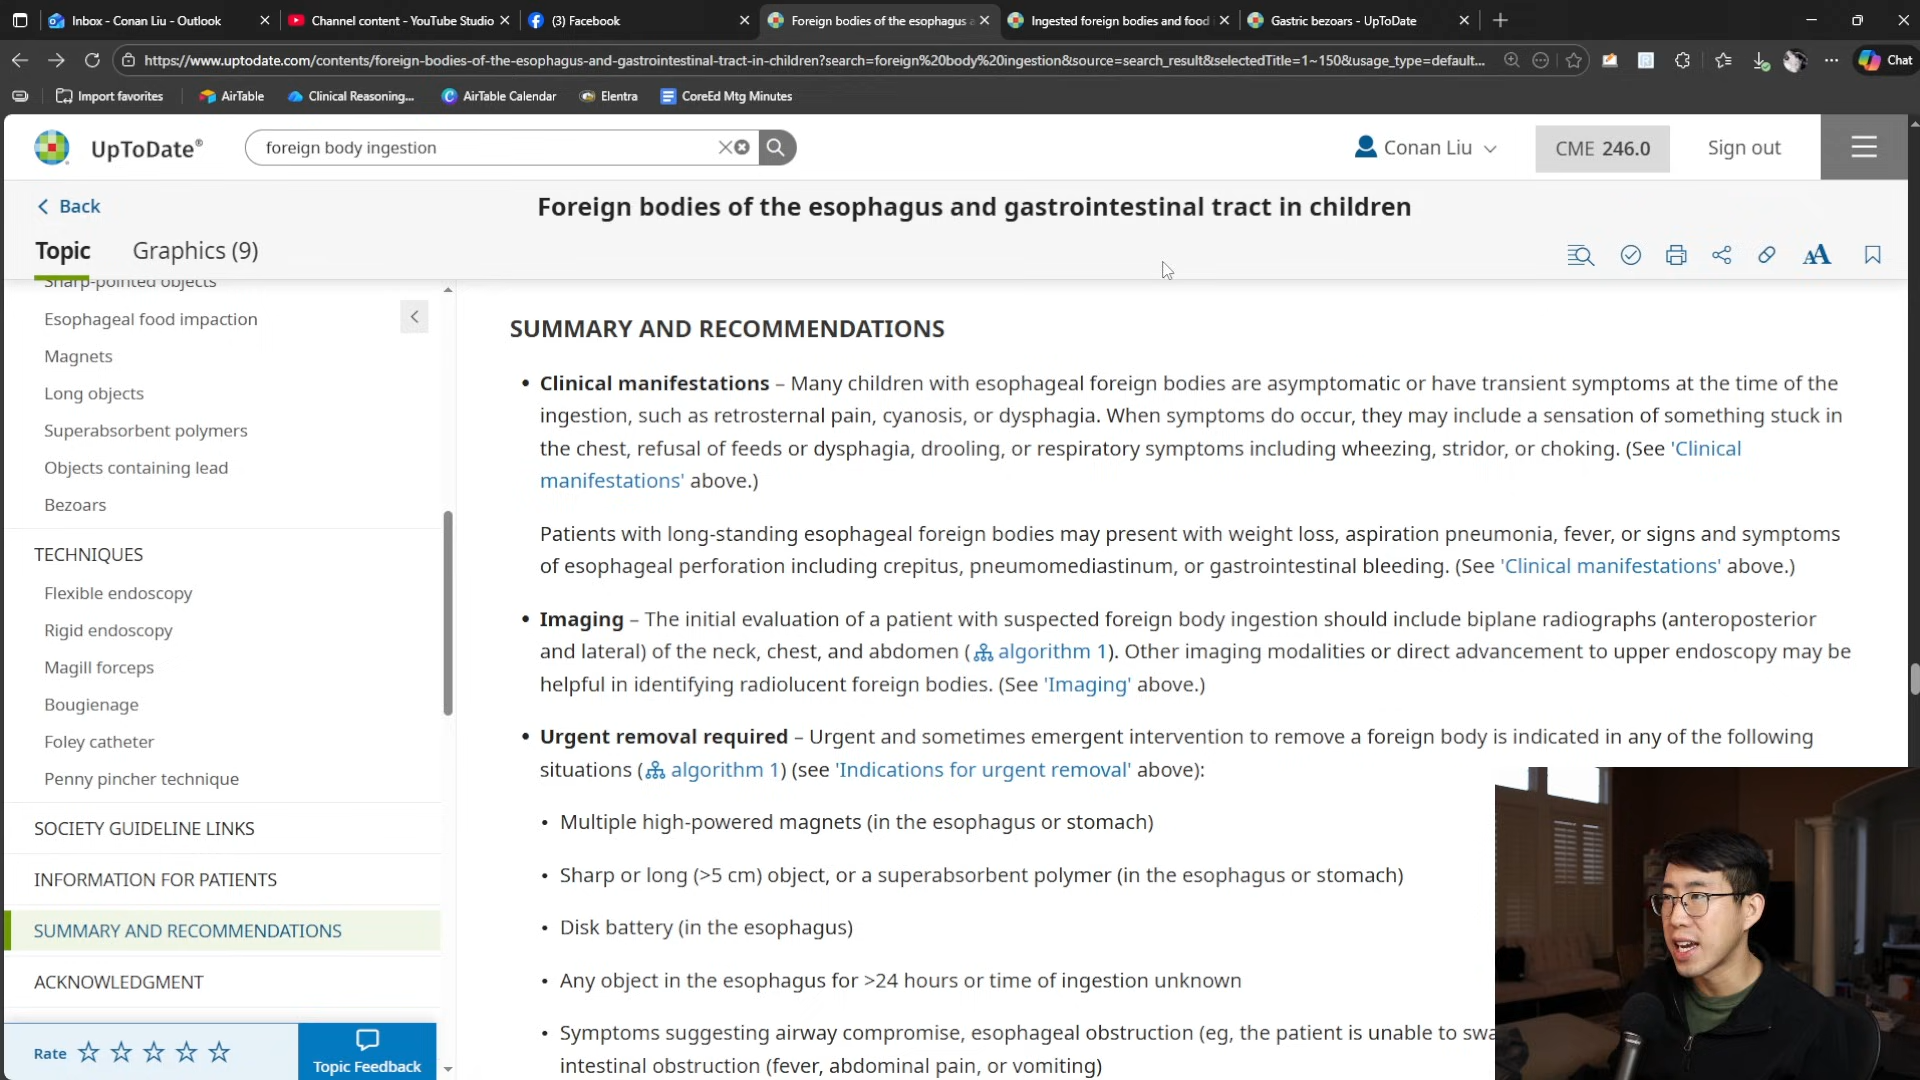 Inbox - Conan Liu - Outlook
Channel content - YouTube Studio
(3) Facebook
Foreign bodies of the esophagus a
Ingested foreign bodies and food
Gastric bezoars - UpToDate
https://www.uptodate.com/contents/foreign-bodies-of-the-esophagus-and-gastrointestinal-tract-in-children?search=foreign%20body%20ingestion&source=search_result&selectedTitle=1~150&usage_type=default...
Chat
Import favorites
AirTable
Clinical Reasoning...
AirTable Calendar
Elentra
CoreEd Mtg Minutes
UpToDate®
foreign body ingestion
Conan Liu
CME 246.0
Sign out
Back
Foreign bodies of the esophagus and gastrointestinal tract in children
Topic
Graphics (9)
AA
Sharp-pointed objects
Esophageal food impaction
Magnets
Long objects
Superabsorbent polymers
Objects containing lead
Bezoars
TECHNIQUES
Flexible endoscopy
Rigid endoscopy
Magill forceps
Bougienage
Foley catheter
Penny pincher technique
SOCIETY GUIDELINE LINKS
INFORMATION FOR PATIENTS
SUMMARY AND RECOMMENDATIONS
ACKNOWLEDGMENT
Rate
Topic Feedback
SUMMARY AND RECOMMENDATIONS
• Clinical manifestations – Many children with esophageal foreign bodies are asymptomatic or have transient symptoms at the time of the
ingestion, such as retrosternal pain, cyanosis, or dysphagia. When symptoms do occur, they may include a sensation of something stuck in
the chest, refusal of feeds or dysphagia, drooling, or respiratory symptoms including wheezing, stridor, or choking. (See 'Clinical
manifestations' above.)
Patients with long-standing esophageal foreign bodies may present with weight loss, aspiration pneumonia, fever, or signs and symptoms
of esophageal perforation including crepitus, pneumomediastinum, or gastrointestinal bleeding. (See 'Clinical manifestations' above.)
• Imaging – The initial evaluation of a patient with suspected foreign body ingestion should include biplane radiographs (anteroposterior
and lateral) of the neck, chest, and abdomen (algorithm 1). Other imaging modalities or direct advancement to upper endoscopy may be
helpful in identifying radiolucent foreign bodies. (See 'Imaging' above.)
• Urgent removal required – Urgent and sometimes emergent intervention to remove a foreign body is indicated in any of the following
situations (algorithm 1) (see 'Indications for urgent removal' above):
• Multiple high-powered magnets (in the esophagus or stomach)
• Sharp or long (>5 cm) object, or a superabsorbent polymer (in the esophagus or stomach)
• Disk battery (in the esophagus)
• Any object in the esophagus for >24 hours or time of ingestion unknown
• Symptoms suggesting airway compromise, esophageal obstruction (eg, the patient is unable to swa
intestinal obstruction (fever, abdominal pain, or vomiting)